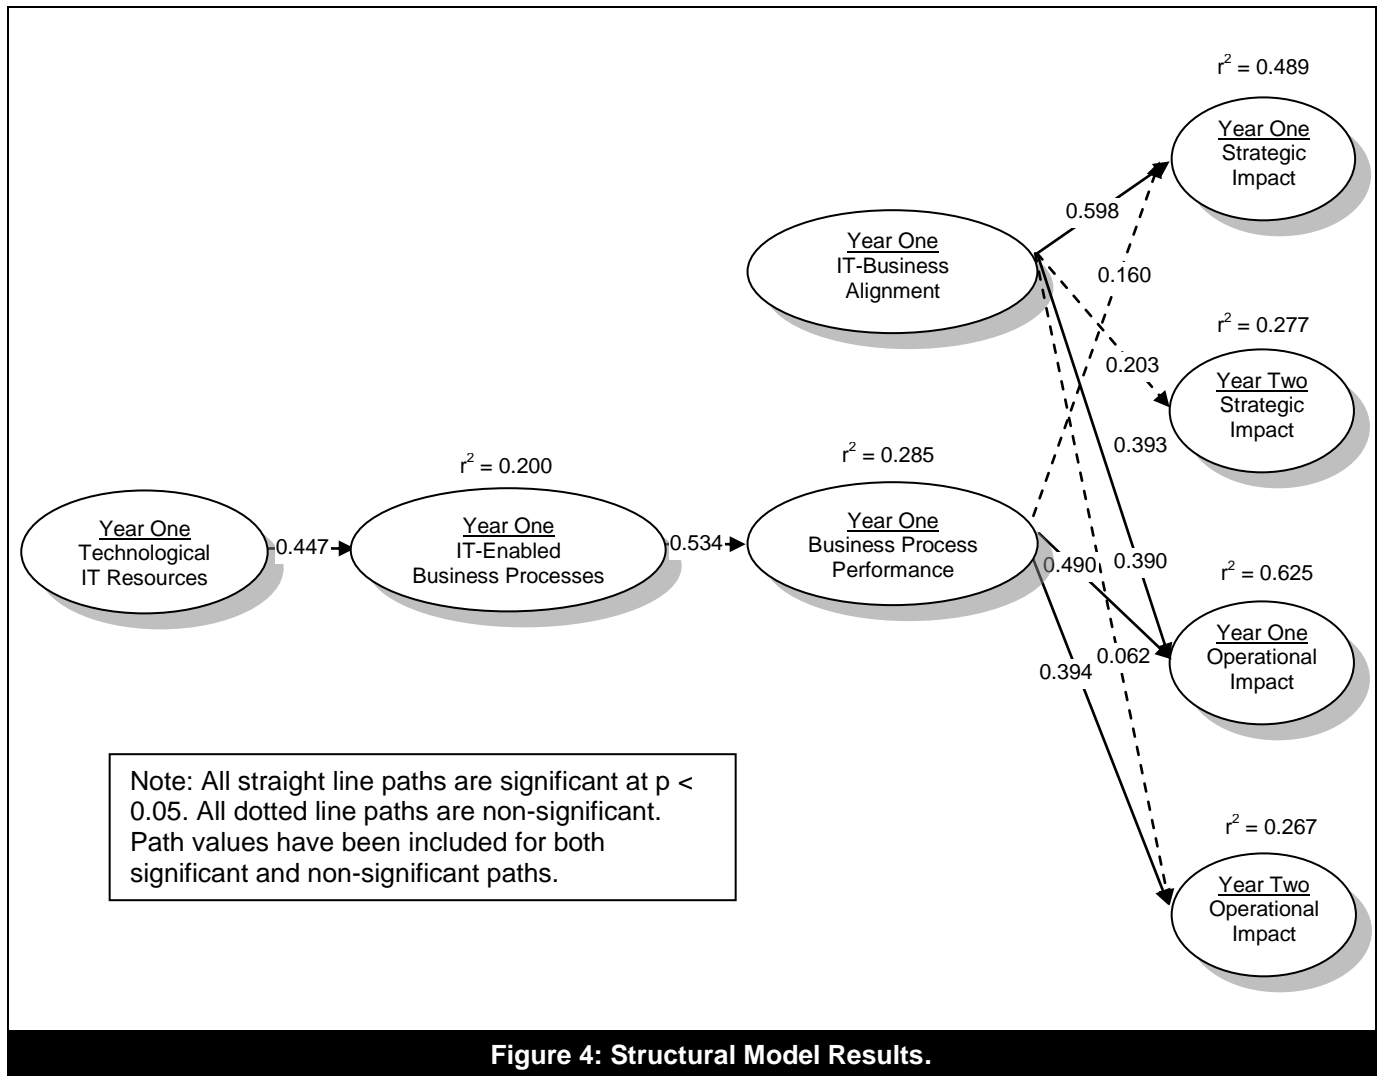 r² = 0.489
Year One
Strategic
Impact
0.598
Year One
IT-Business
Alignment
0.160
r² = 0.277
0.203
Year Two
Strategic
Impact
0.393
r² = 0.200
r² = 0.285
Year One
Technological
IT Resources
0.447
Year One
IT-Enabled
Business Processes
0.534
Year One
Business Process
Performance
0.490
0.390
r² = 0.625
Year One
Operational
Impact
0.394
0.062
Note: All straight line paths are significant at p <
0.05. All dotted line paths are non-significant.
Path values have been included for both
significant and non-significant paths.
r² = 0.267
Year Two
Operational
Impact
Figure 4: Structural Model Results.